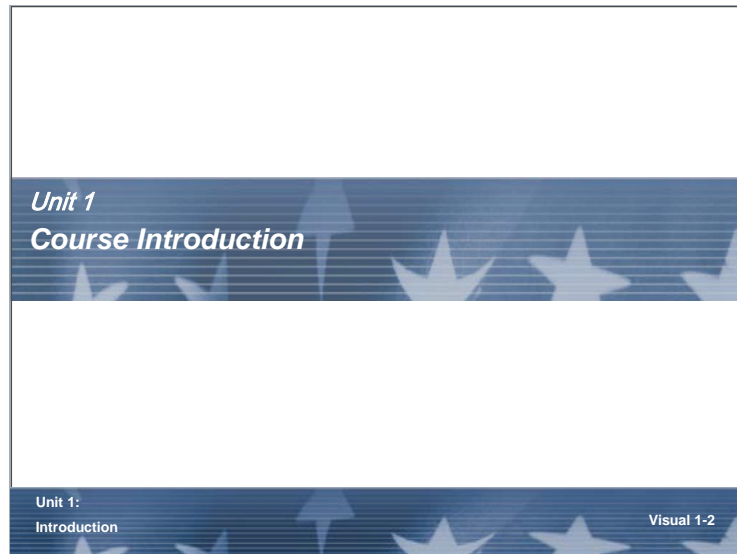 Unit 1
Course Introduction
Unit 1:
Introduction
Visual 1-2